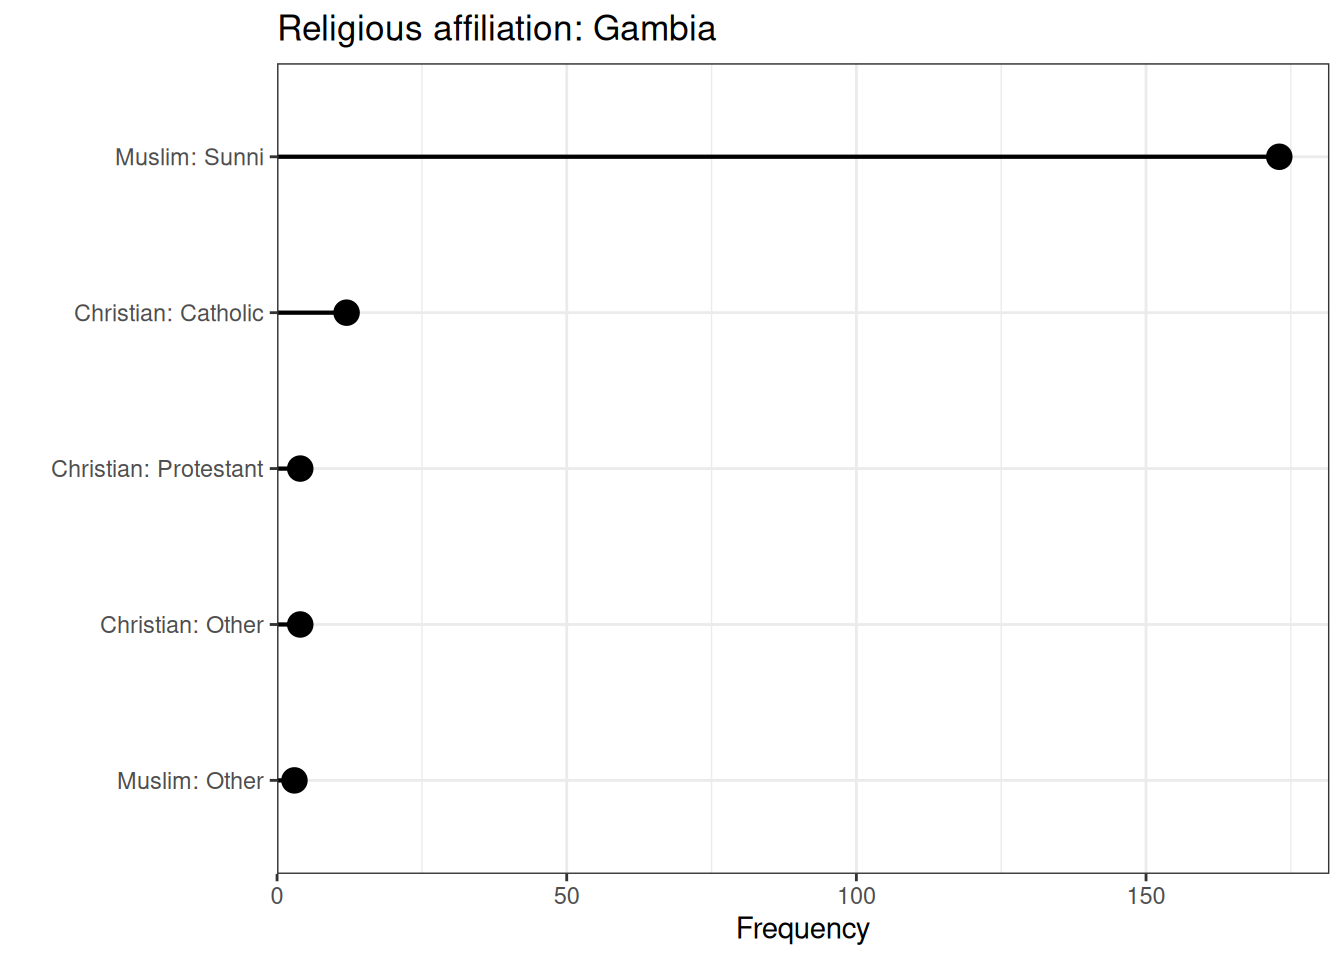 Religious affiliation: Gambia
Muslim: Sunni
Christian: Catholic
Christian: Protestant
Christian: Other
Muslim: Other
0 50 100 150
Frequency